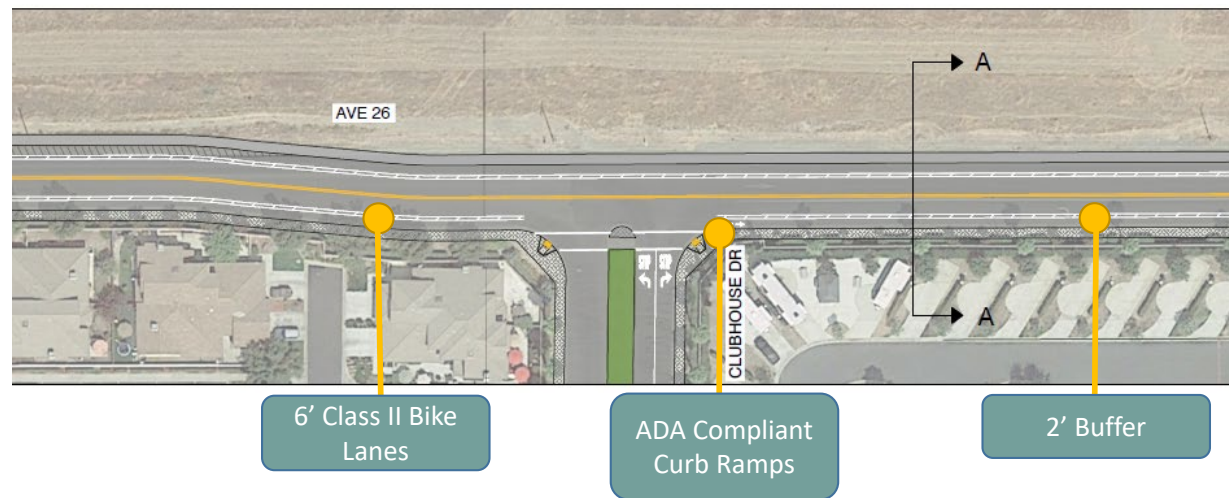 A
AVE 26
CLUBHOUSE DR
A
6’ Class II Bike
Lanes
ADA Compliant
Curb Ramps
2’ Buffer